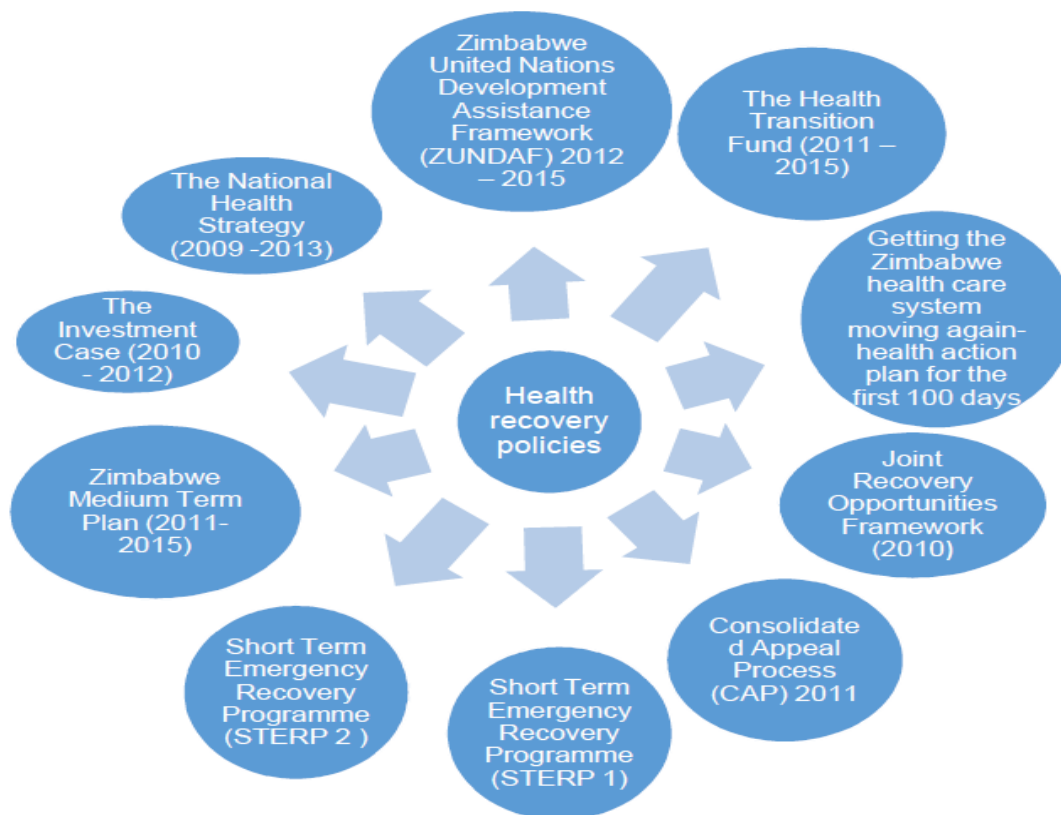 Zimbabwe
United Nations
Development
Assistance
Framework
(ZUNDAF) 2012
– 2015
The Health
Transition
Fund (2011 –
2015)
Getting the
Zimbabwe
health care
system
moving again-
health action
plan for the
first 100 days
Joint
Recovery
Opportunities
Framework
(2010)
Consolidate
d Appeal
Process
(CAP) 2011
Short Term
Emergency
Recovery
Programme
(STERP 1)
Short Term
Emergency
Recovery
Programme
(STERP 2 )
Zimbabwe
Medium Term
Plan (2011-
2015)
The
Investment
Case (2010
- 2012)
The National
Health
Strategy
(2009 -2013)
Health
recovery
policies